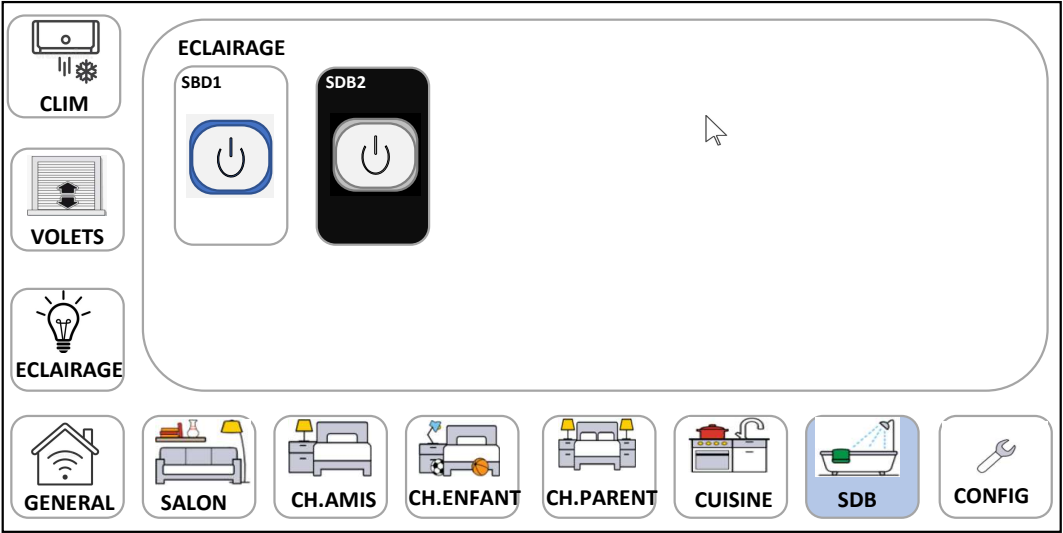 CLIM
ECLAIRAGE
SBD1
SDB2
VOLETS
ECLAIRAGE
GENERAL
SALON
CH.AMIS
CH.ENFANT
CH.PARENT
CUISINE
SDB
CONFIG